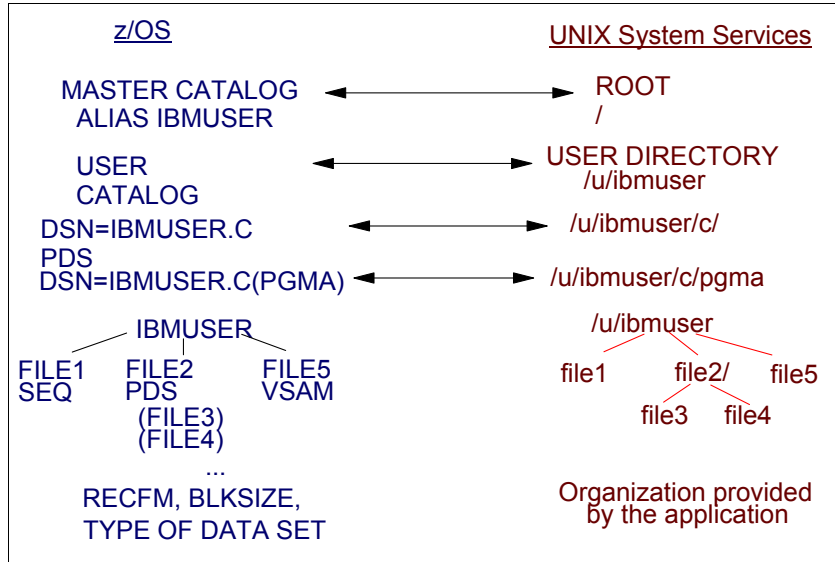 z/OS
UNIX System Services
MASTER CATALOG
ALIAS IBMUSER
ROOT
/
USER
CATALOG
USER DIRECTORY
/u/ibmuser
DSN=IBMUSER.C
/u/ibmuser/c/
PDS
DSN=IBMUSER.C(PGMA)
/u/ibmuser/c/pgma
IBMUSER
/u/ibmuser
FILE1
SEQ
FILE2
PDS
(FILE3)
(FILE4)
FILE5
VSAM
file1
file2/
file5
file3
file4
...
RECFM, BLKSIZE,
TYPE OF DATA SET
Organization provided
by the application